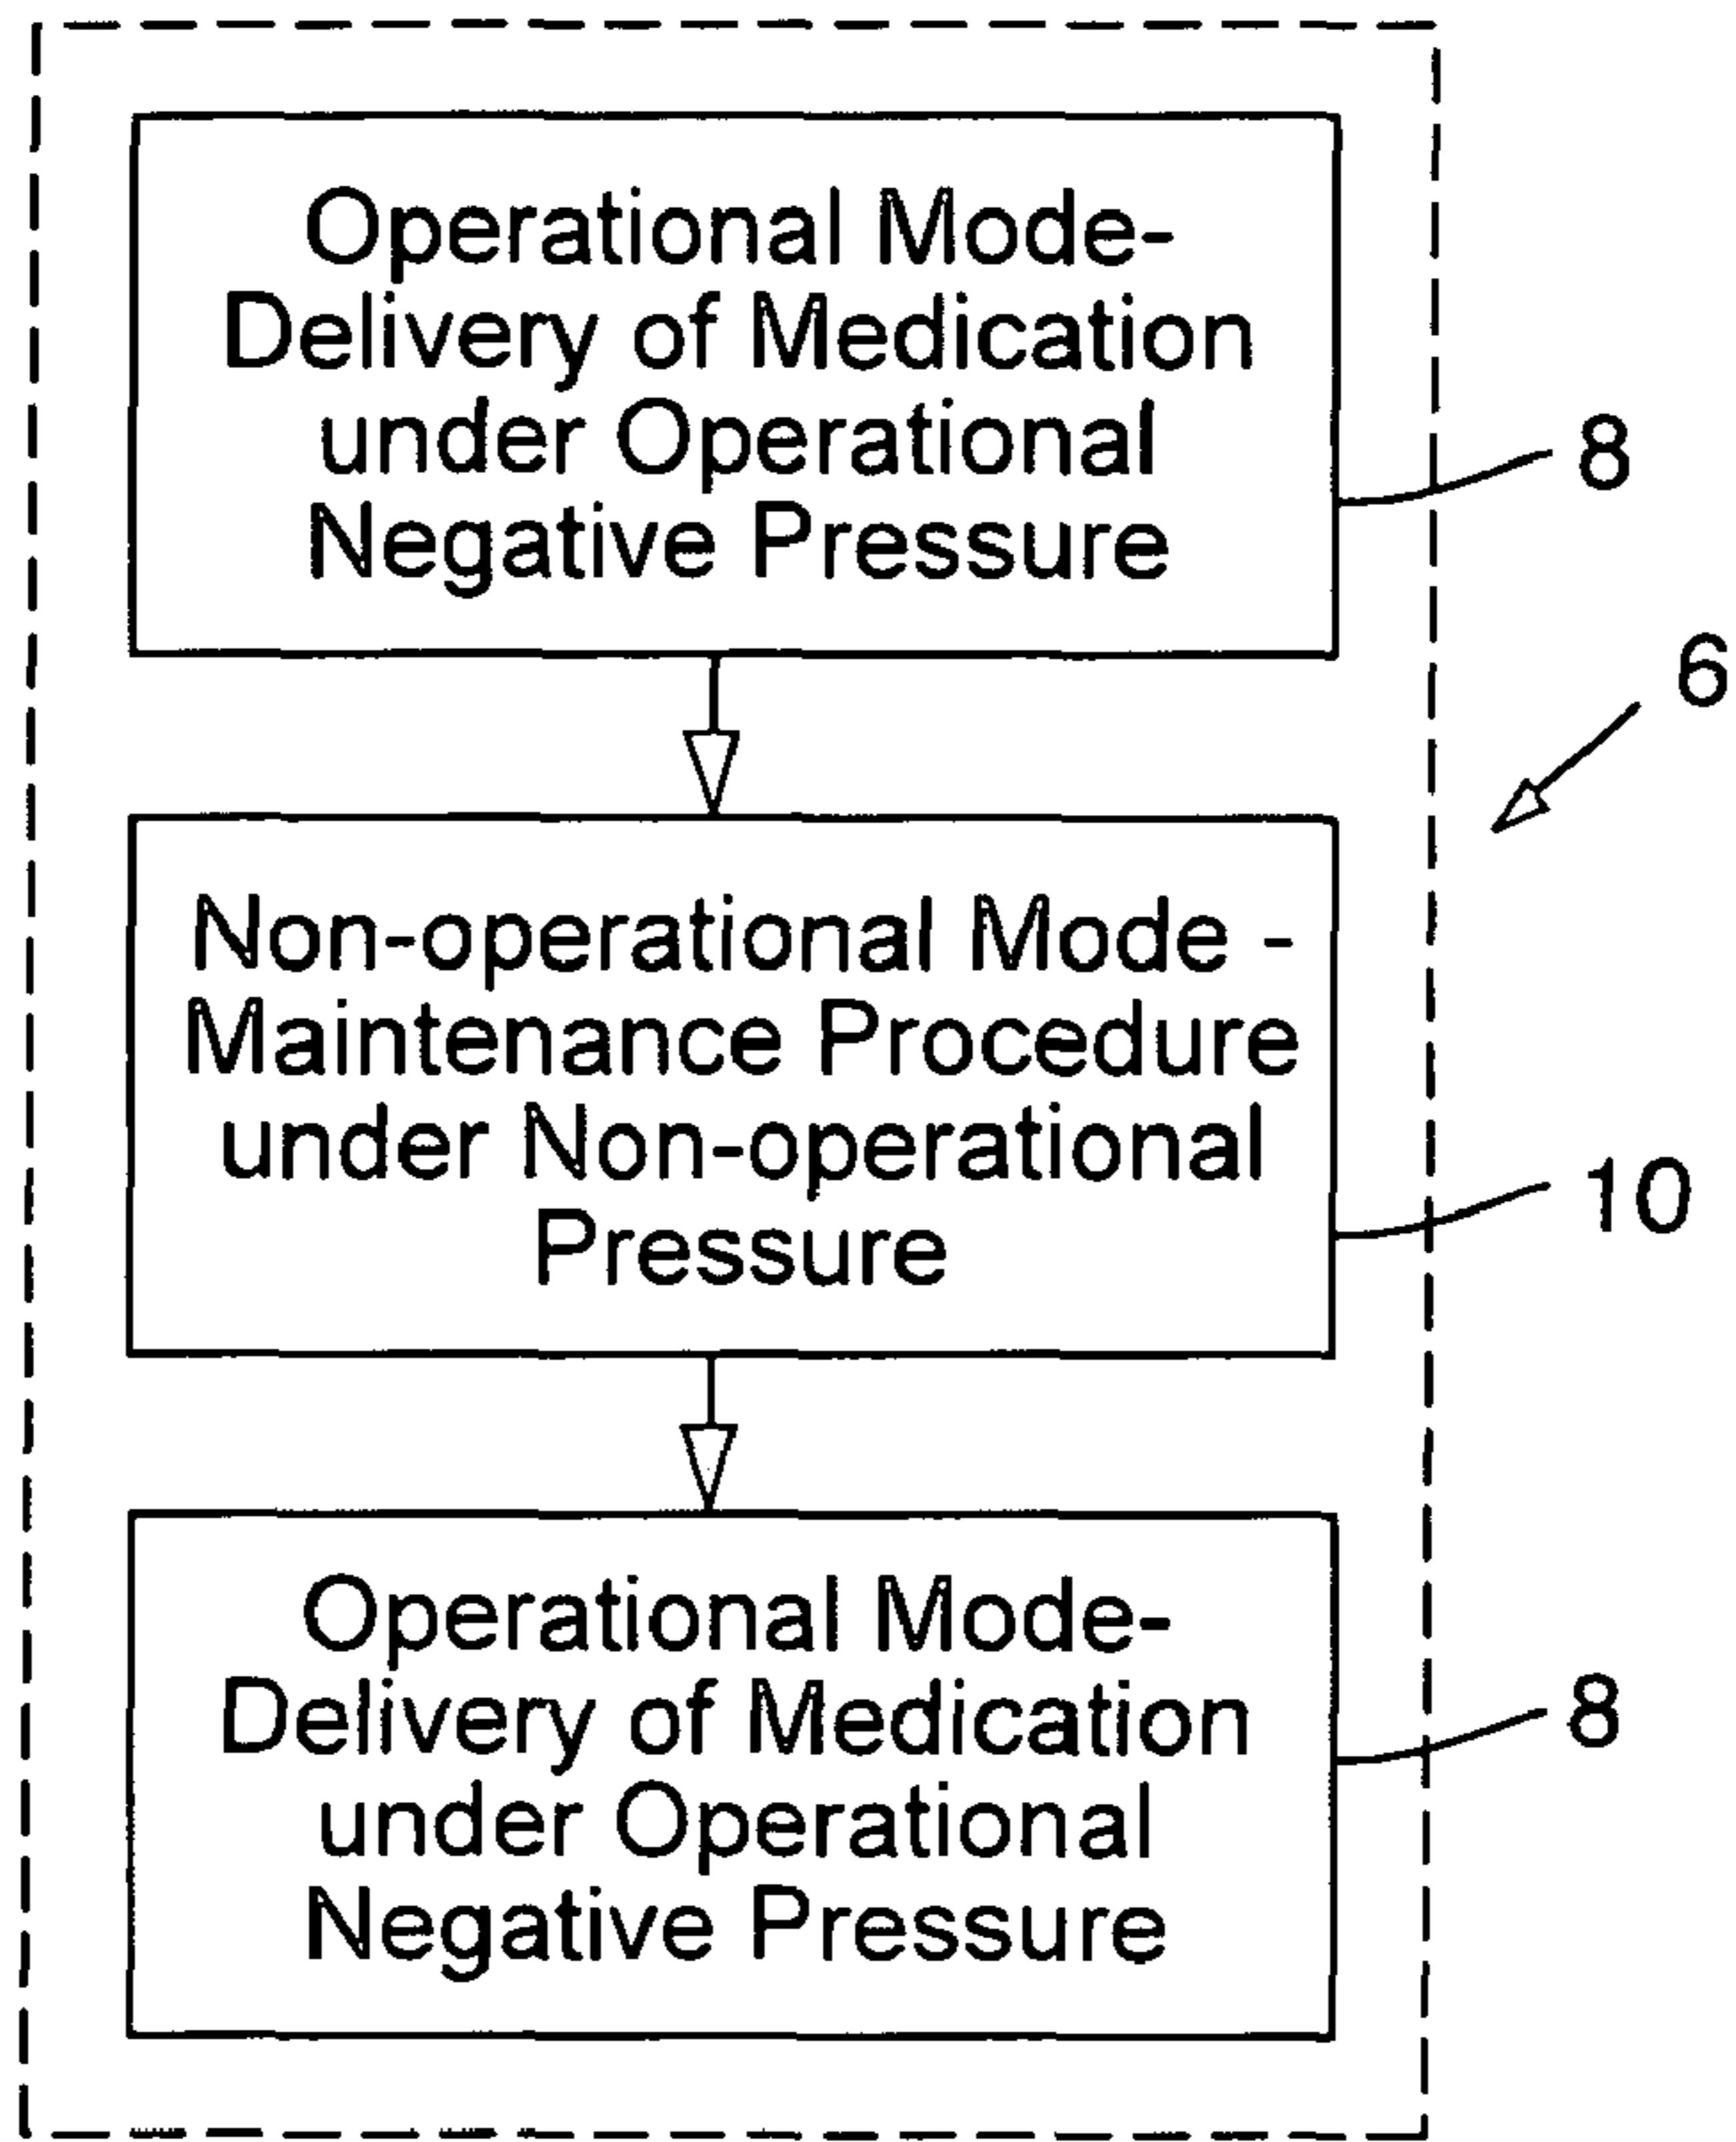 Operational Mode-
Delivery of Medication
under Operational
Negative Pressure
8
6
Non-operational Mode -
Maintenance Procedure
under Non-operational
Pressure
10
Operational Mode-
Delivery of Medication
under Operational
Negative Pressure
8